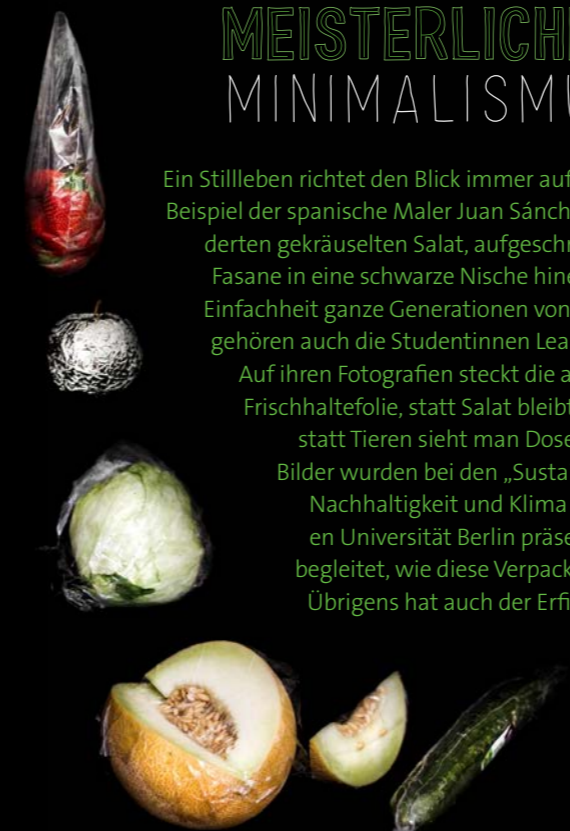 MEISTERLICH
MINIMALISMU
Ein Stillleben richtet den Blick immer auf
Beispiel der spanische Maler Juan Sánch
derten gekräuselten Salat, aufgeschn
Fasane in eine schwarze Nische hine
Einfachheit ganze Generationen von
gehören auch die Studentinnen Lea
Auf ihren Fotografien steckt die a
Frischhaltefolie, statt Salat bleibt
statt Tieren sieht man Dose
Bilder wurden bei den „Susta
Nachhaltigkeit und Klima
en Universität Berlin präse
begleitet, wie diese Verpack
Übrigens hat auch der Erfi